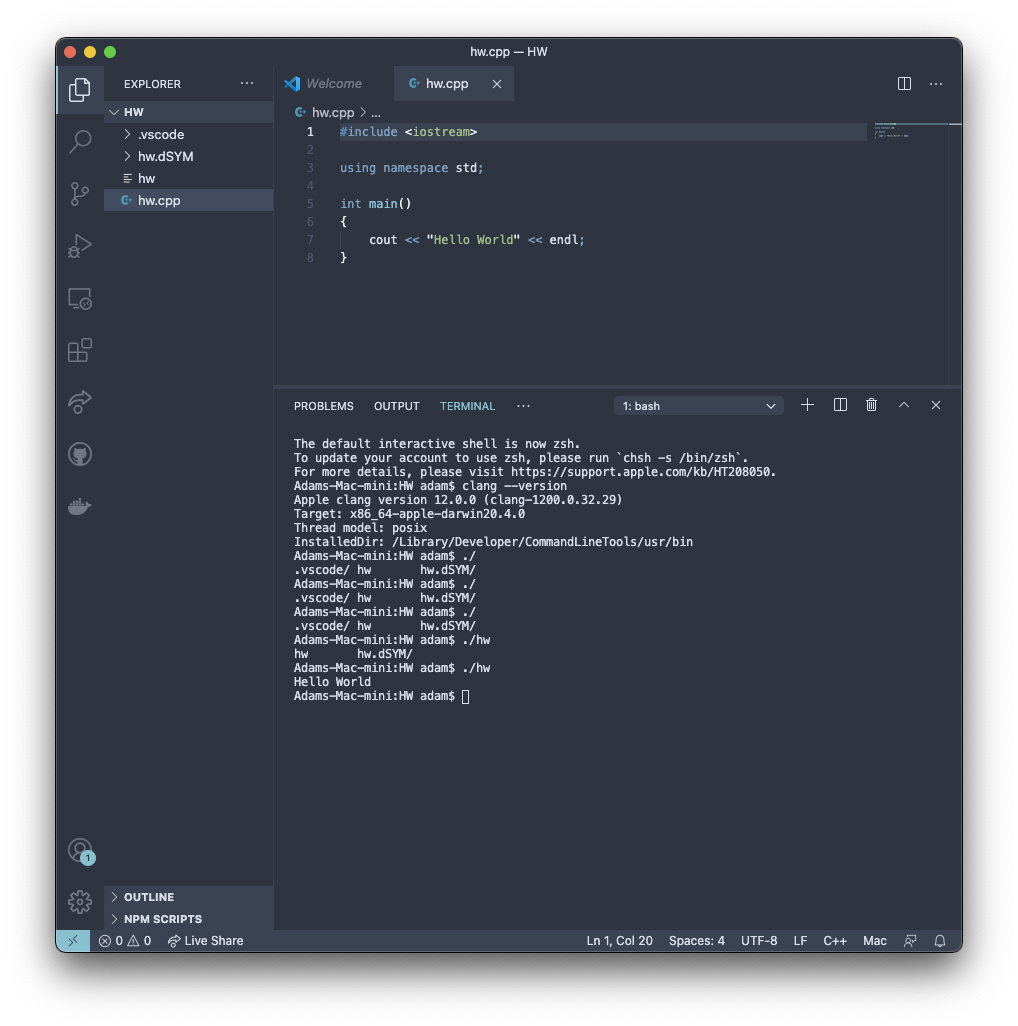 hw.cpp — HW
EXPLORER
HW
.vscode
hw.dSYM
hw
hw.cpp
OUTLINE
NPM SCRIPTS
Welcome
hw.cpp
hw.cpp > ...
1 #include <iostream>
2
3 using namespace std;
4
5 int main()
6 {
7     cout << "Hello World" << endl;
8 }
PROBLEMS OUTPUT TERMINAL ··· 1: bash
The default interactive shell is now zsh.
To update your account to use zsh, please run `chsh -s /bin/zsh`.
For more details, please visit https://support.apple.com/kb/HT208050.
Adams-Mac-mini:HW adam$ clang --version
Apple clang version 12.0.0 (clang-1200.0.32.29)
Target: x86_64-apple-darwin20.4.0
Thread model: posix
InstalledDir: /Library/Developer/CommandLineTools/usr/bin
Adams-Mac-mini:HW adam$ ./
.vscode/ hw       hw.dSYM/
Adams-Mac-mini:HW adam$ ./
.vscode/ hw       hw.dSYM/
Adams-Mac-mini:HW adam$ ./
.vscode/ hw       hw.dSYM/
Adams-Mac-mini:HW adam$ ./hw
hw       hw.dSYM/
Adams-Mac-mini:HW adam$ ./hw
Hello World
Adams-Mac-mini:HW adam$
1
0 0 Live Share Ln 1, Col 20 Spaces: 4 UTF-8 LF C++ Mac